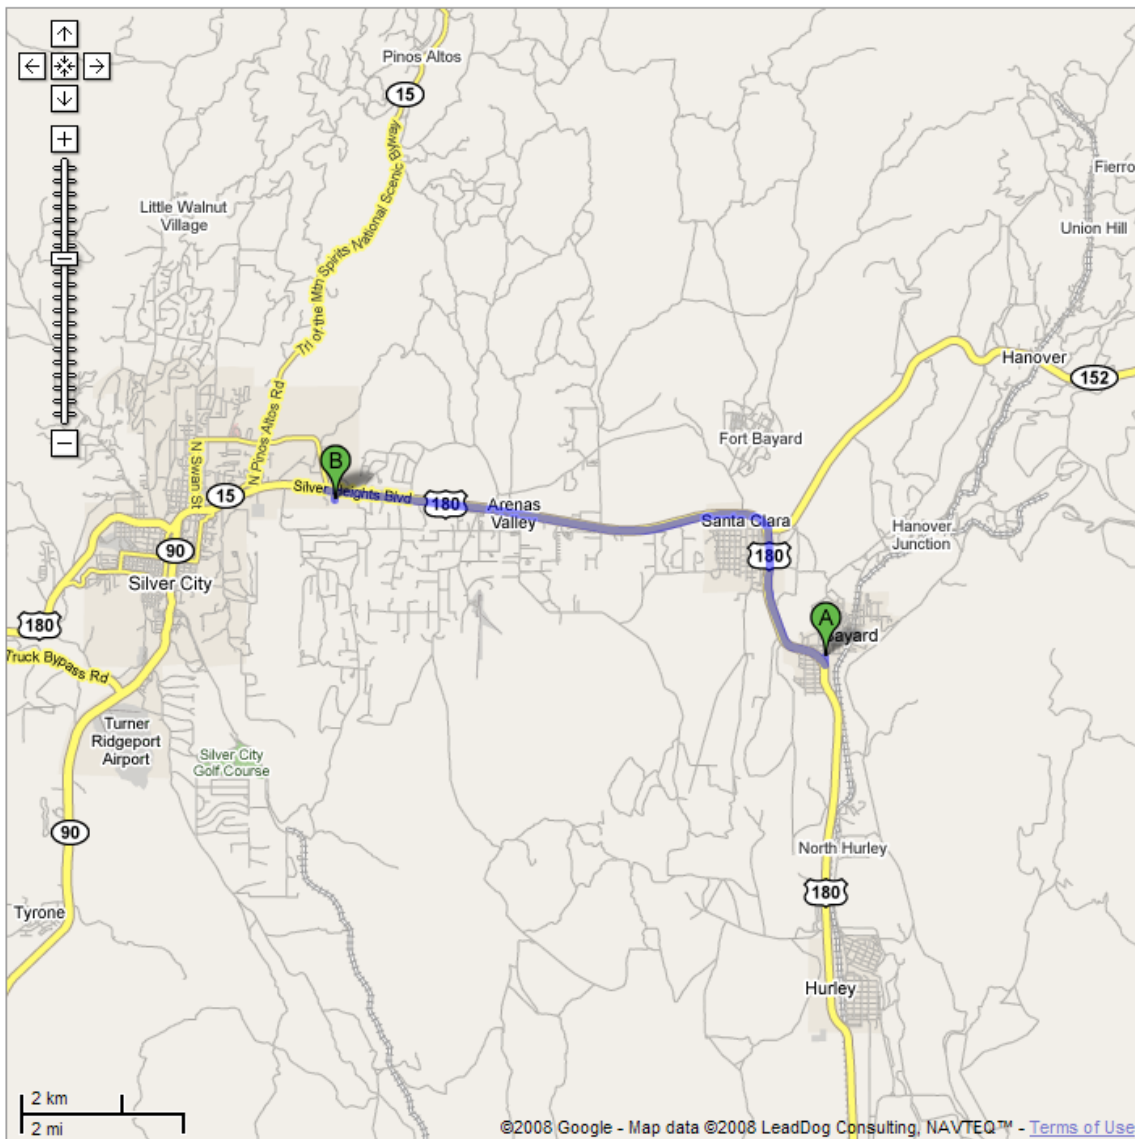 Pinos Altos
15
Trl of the Mtn Spirits National Scenic Byway
Fierro
Little Walnut
Village
Union Hill
Hanover
152
N Pinos Altos Rd
N Swan St
Fort Bayard
B
15
Silver Heights Blvd
180
Arenas
Valley
Santa Clara
Hanover
Junction
90
180
Silver City
180
A
Bayard
Truck Bypass Rd
Turner
Ridgeport
Airport
Silver City
Golf Course
90
North Hurley
180
Tyrone
Hurley
2 km
2 mi
©2008 Google - Map data ©2008 LeadDog Consulting, NAVTEQ™ - Terms of Use